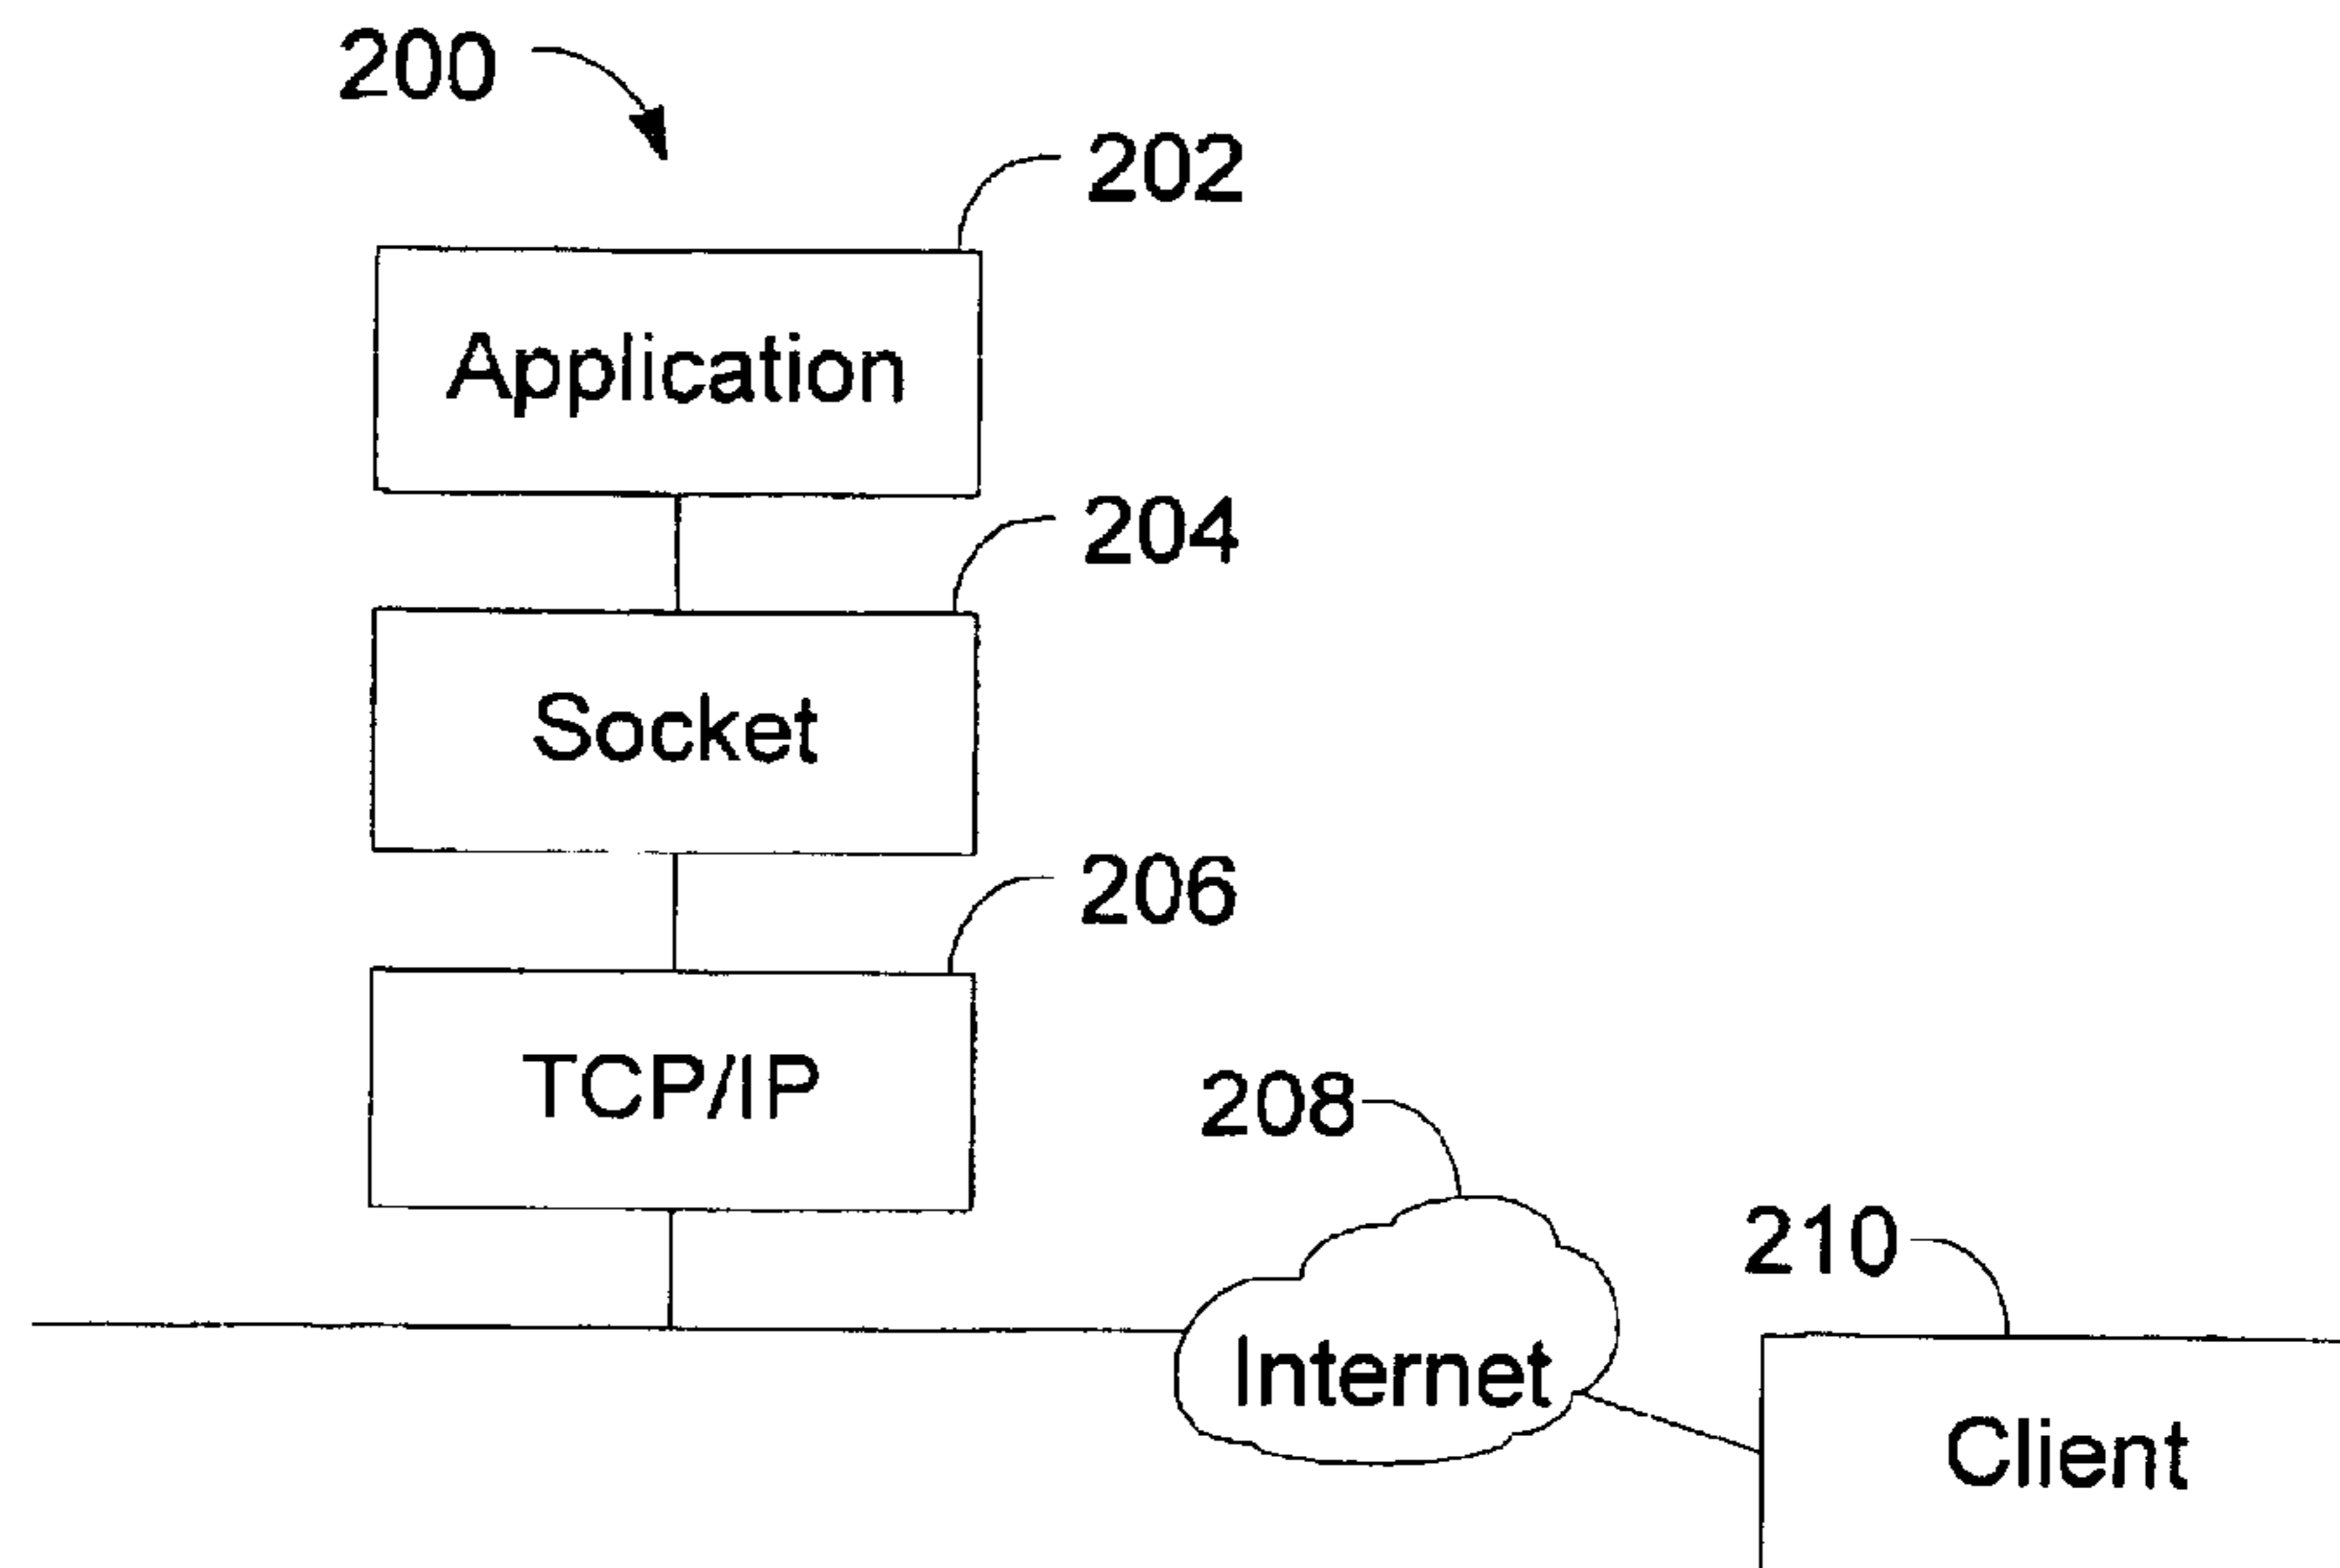 200
202
Application
204
Socket
206
TCP/IP
208
210
Internet
Client